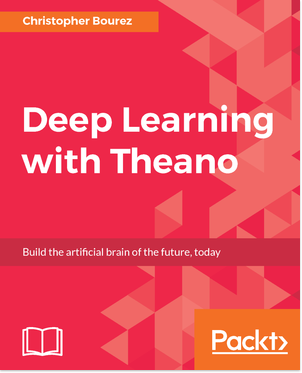 Christopher Bourez
Deep Learning
with Theano
Build the artificial brain of the future, today
Packt>